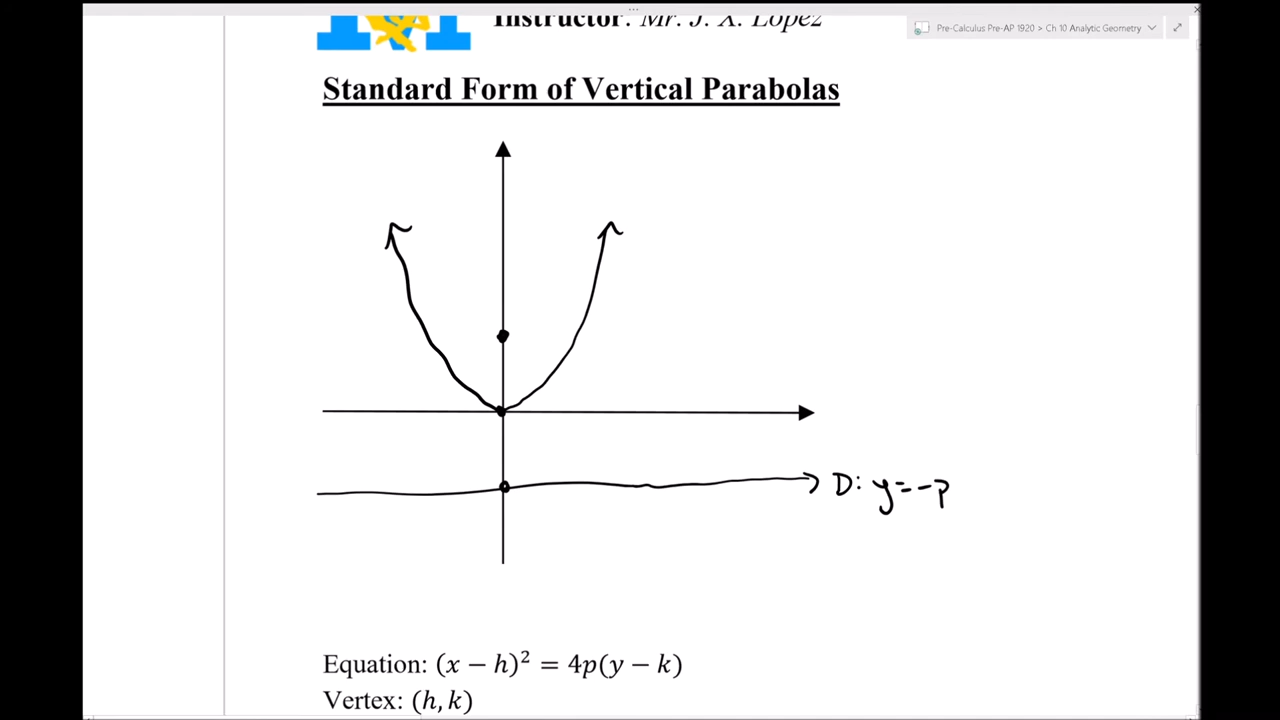 Instructor: Mr. J. X. Lopez
Pre-Calculus Pre-AP 1920 > Ch 10 Analytic Geometry
Standard Form of Vertical Parabolas
D: y=-p
Equation: (x − h)² = 4p(y − k)
Vertex: (h, k)